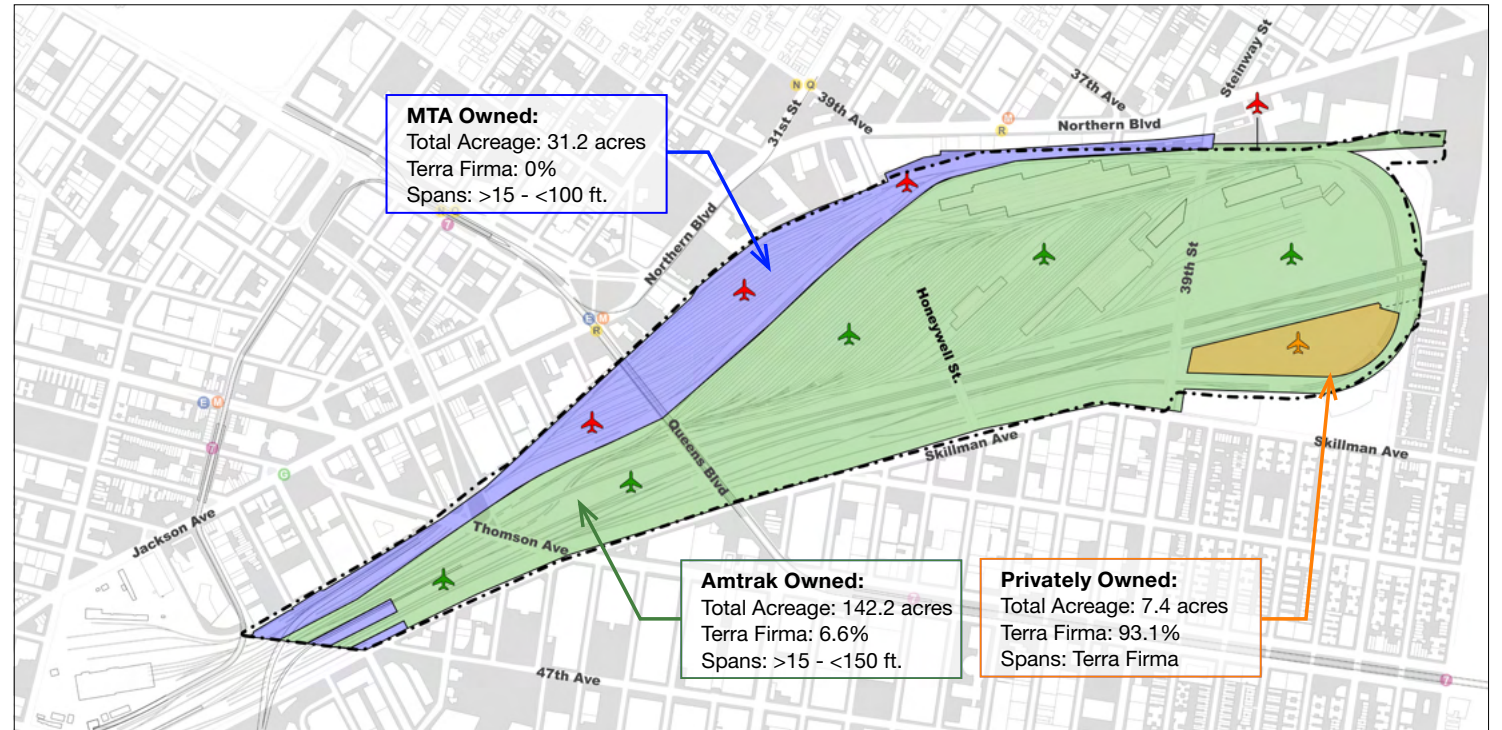 Steinway St
37th Ave
N Q
39th Ave
31st St
M
R
Northern Blvd
MTA Owned:
Total Acreage: 31.2 acres
Terra Firma: 0%
Spans: >15 - <100 ft.
7
Northern Blvd
39th St
Honeywell St.
E M
R
E M
7
Queens Blvd
Skillman Ave
Skillman Ave
G
Jackson Ave
Thomson Ave
Amtrak Owned:
Total Acreage: 142.2 acres
Terra Firma: 6.6%
Spans: >15 - <150 ft.
Privately Owned:
Total Acreage: 7.4 acres
Terra Firma: 93.1%
Spans: Terra Firma
7
47th Ave
7